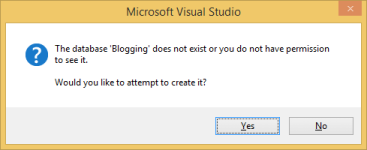 Microsoft Visual Studio
The database 'Blogging' does not exist or you do not have permission
to see it.
Would you like to attempt to create it?
Yes
No